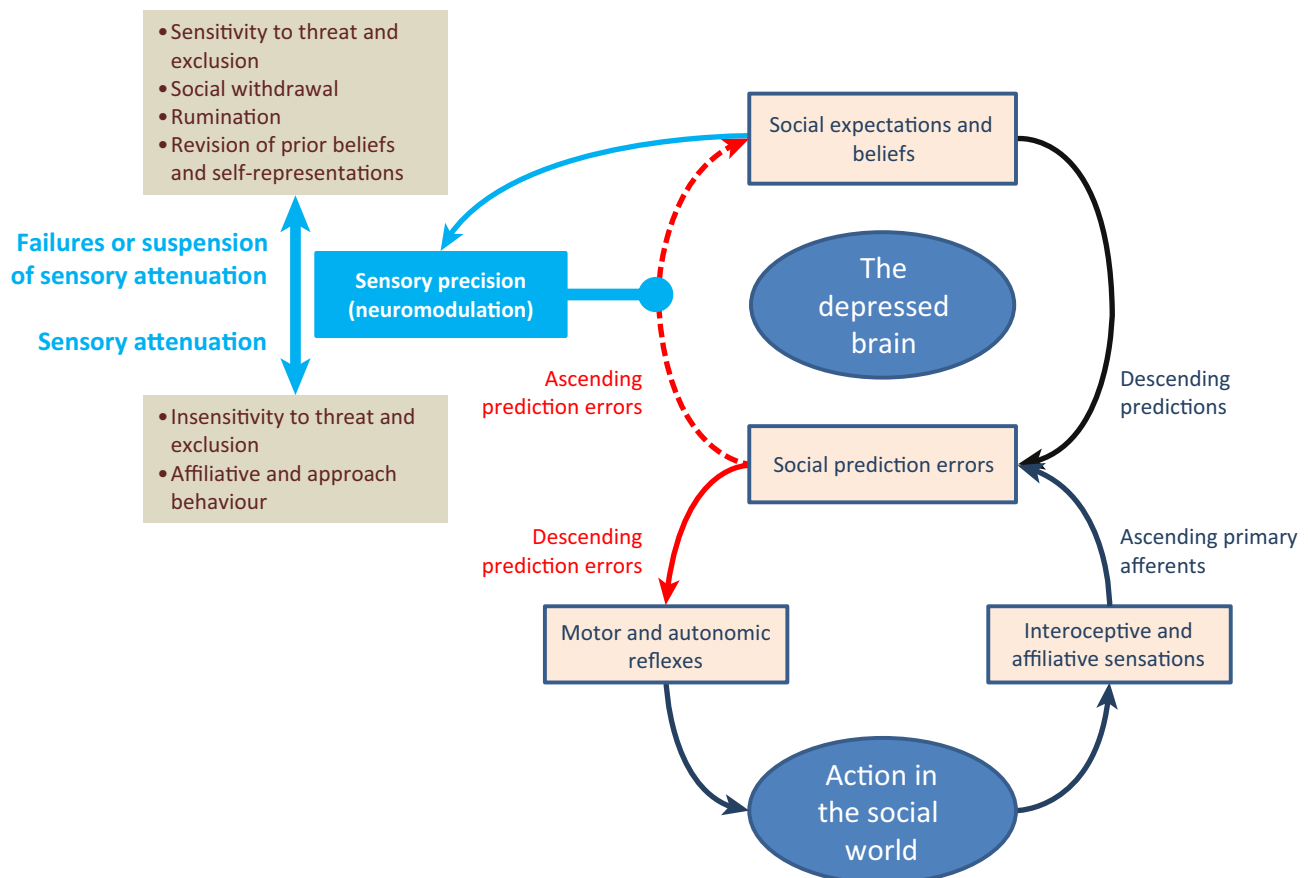 •Sensitivity to threat and
exclusion
•Social withdrawal
•Rumination
•Revision of prior beliefs
and self-representations
Failures or suspension
of sensory attenuation
Sensory attenuation
•Insensitivity to threat and
exclusion
•Affiliative and approach
behaviour
Sensory precision
(neuromodulation)
Social expectations and
beliefs
The
depressed
brain
Ascending
prediction errors
Descending
predictions
Social prediction errors
Descending
prediction errors
Ascending primary
afferents
Motor and autonomic
reflexes
Interoceptive and
affiliative sensations
Action in
the social
world